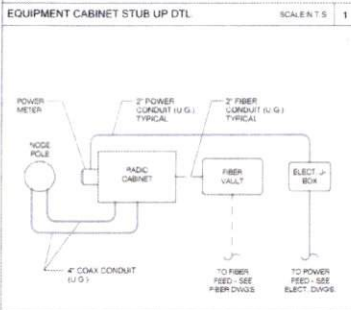 EQUIPMENT CABINET STUB UP DTL
SCALE:N.T.S
1
POWER
METER
2" POWER
CONDUIT (U.G.)
TYPICAL
2" FIBER
CONDUIT (U.G.)
TYPICAL
NODE
POLE
RADIO
CABINET
FIBER
VAULT
ELECT. J-
BOX
4" COAX CONDUIT
(U.G.)
TO FIBER
FEED - SEE
FIBER DWGS.
TO POWER
FEED - SEE
ELECT. DWGS.